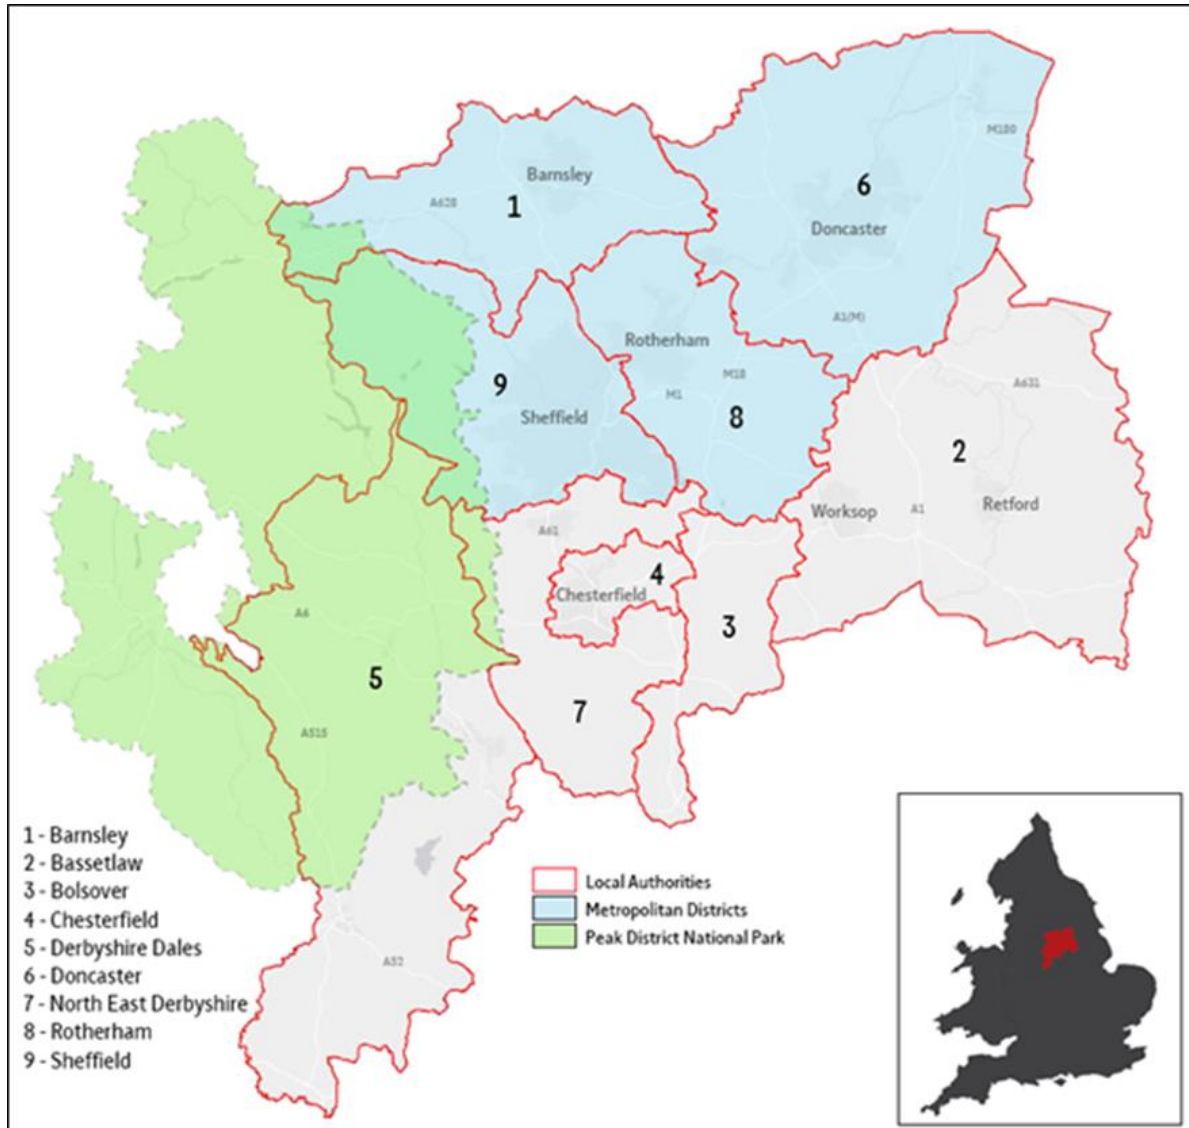 M180
Barnsley
6
A628
1
Doncaster
A1(M)
Rotherham
M18
A631
9
M1
Sheffield
8
2
Worksop
A1
Retford
A61
4
Chesterfield
A6
3
5
7
A515
1 - Barnsley
2 - Bassetlaw
3 - Bolsover
4 - Chesterfield
5 - Derbyshire Dales
6 - Doncaster
7 - North East Derbyshire
8 - Rotherham
9 - Sheffield
Local Authorities
Metropolitan Districts
Peak District National Park
A52